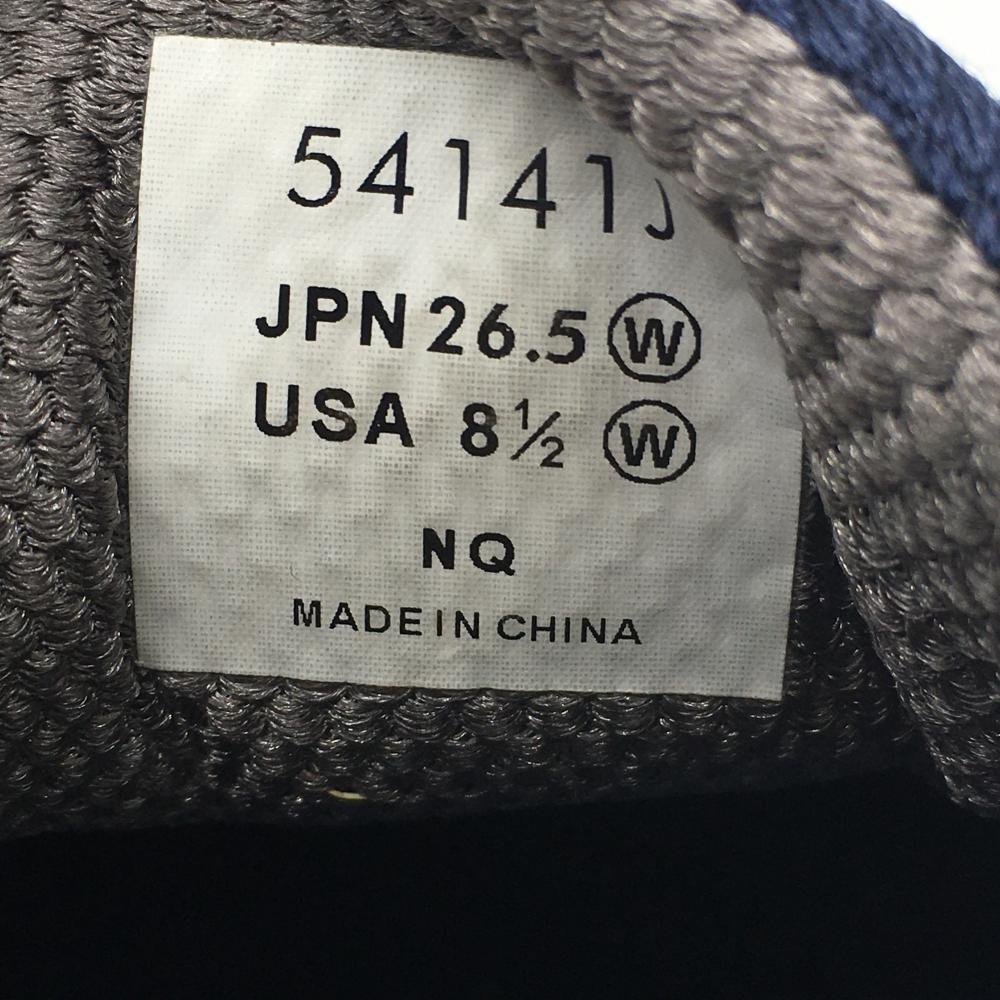 54141J
JPN 26.5 Ⓦ
USA 8½ Ⓦ
NQ
MADE IN CHINA